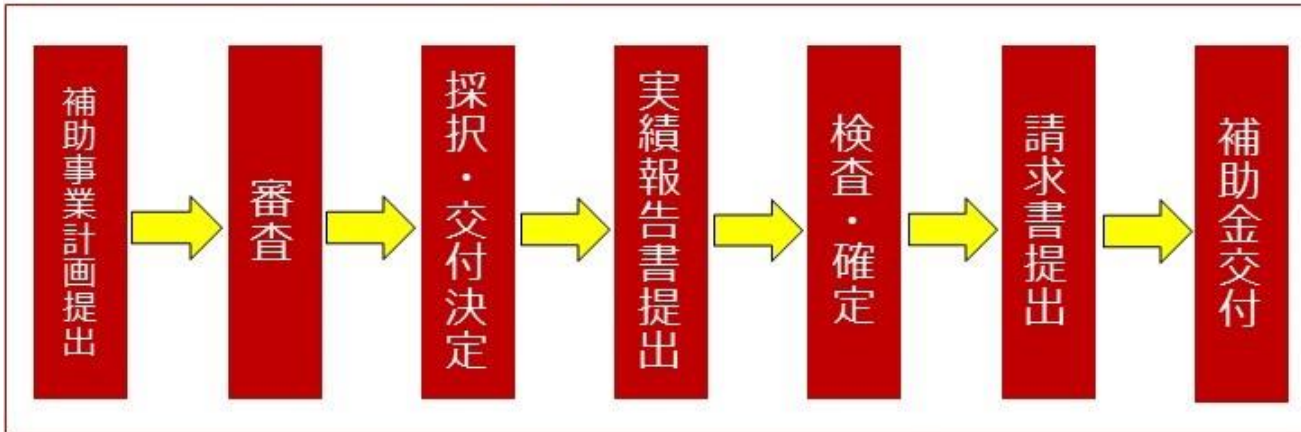 補助事業計画提出
審査
採択・交付決定
実績報告書提出
検査・確定
請求書提出
補助金交付